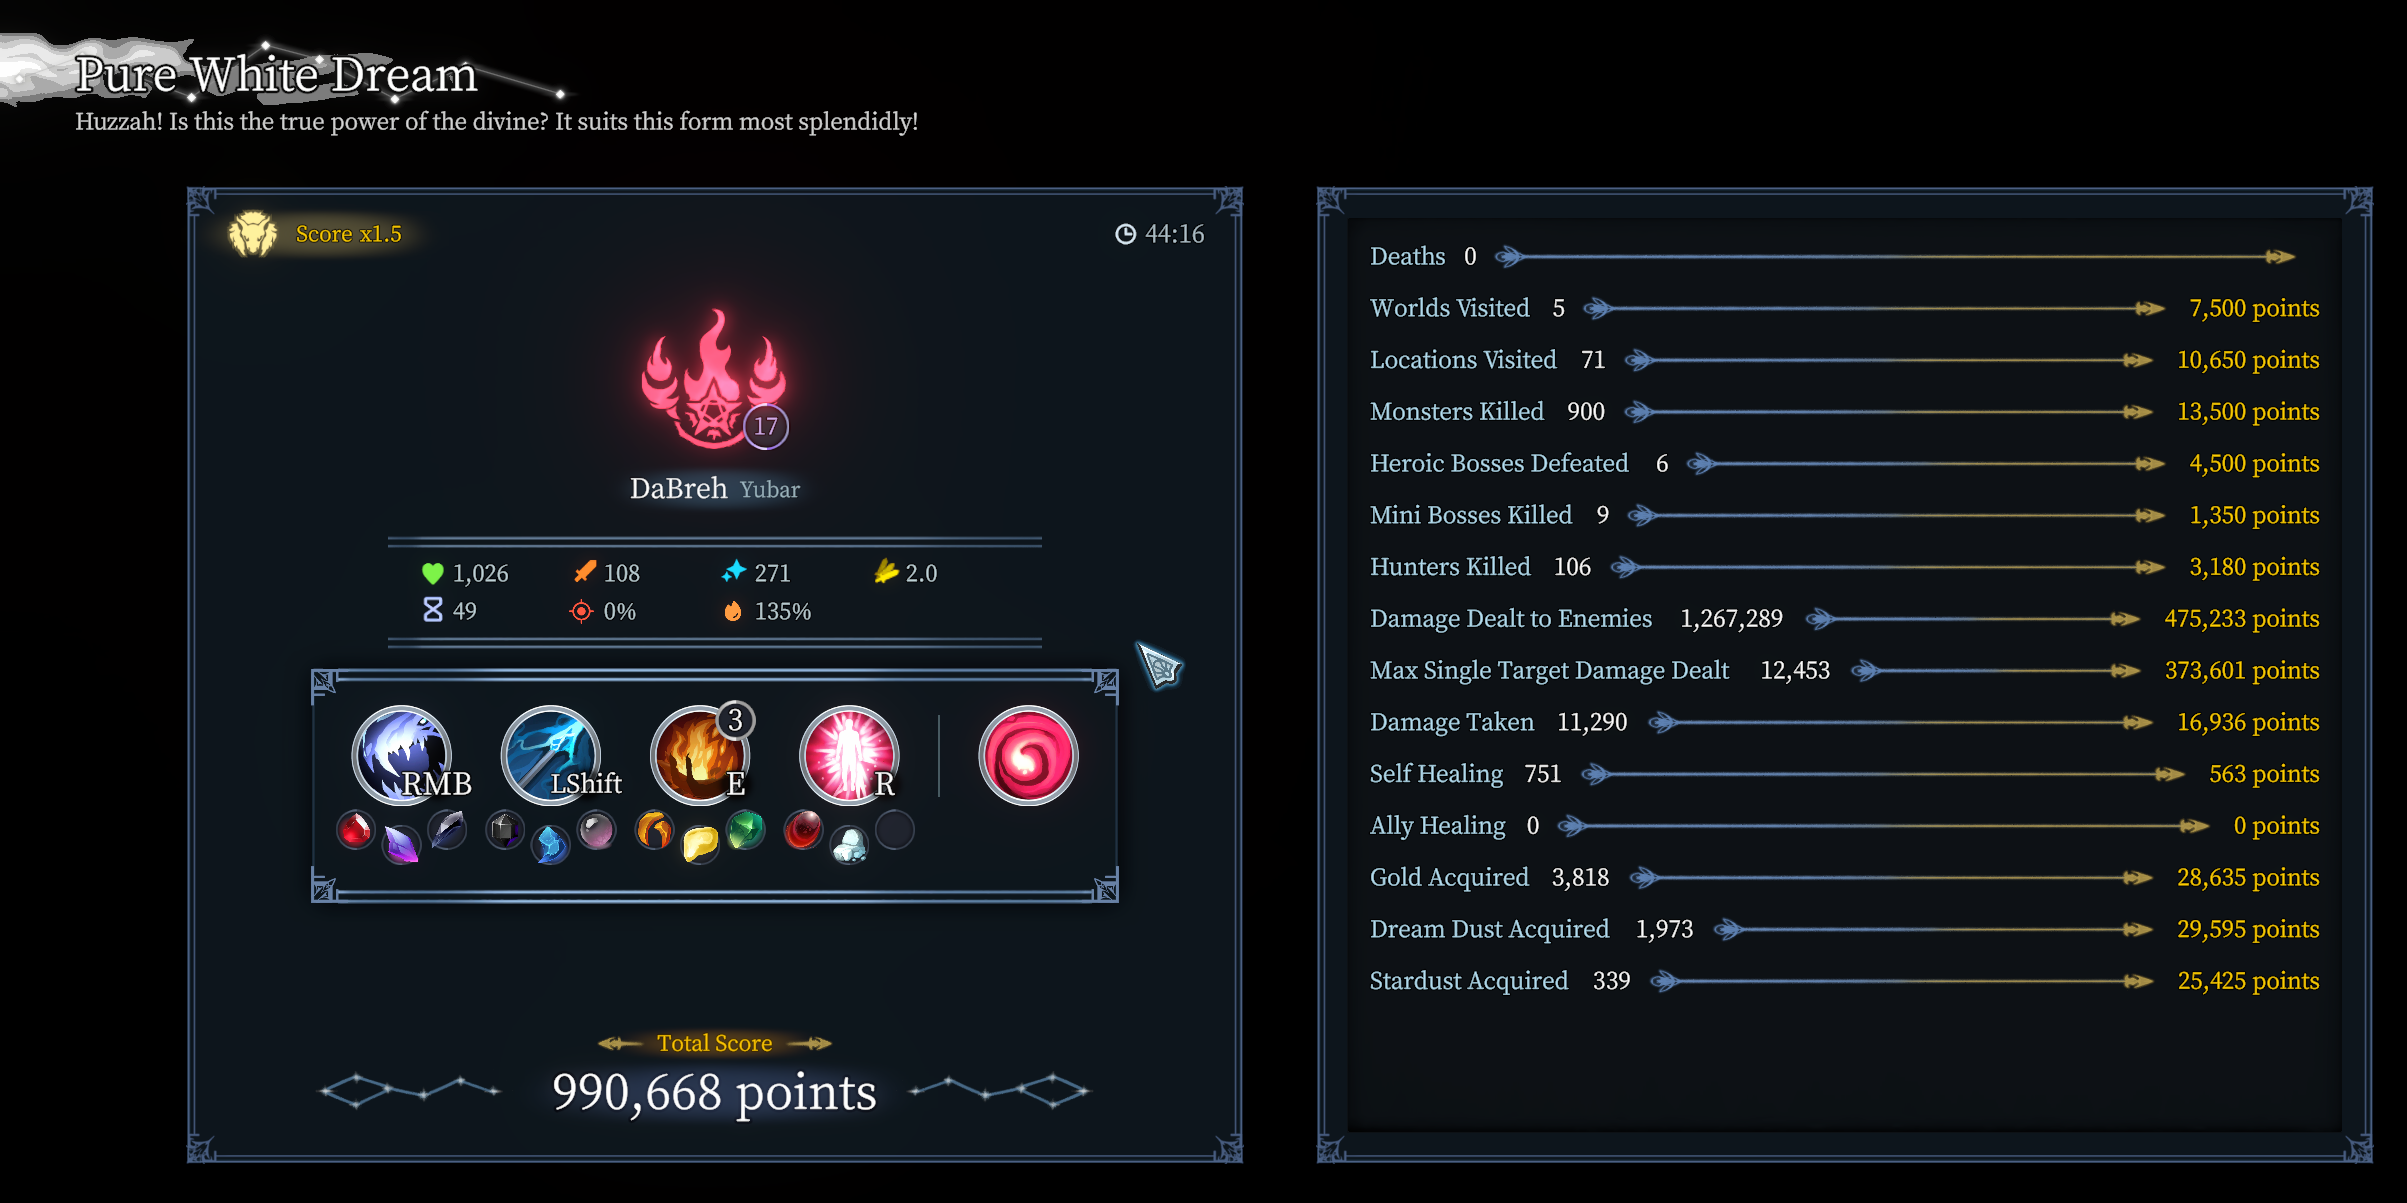 Pure White Dream
Huzzah! Is this the true power of the divine? It suits this form most splendidly!
Score x1.5
44:16
17
DaBreh Yubar
1,026 108 271 2.0
49 0% 135%
3
RMB LShift E R
Total Score
990,668 points
Deaths 0
Worlds Visited 5 7,500 points
Locations Visited 71 10,650 points
Monsters Killed 900 13,500 points
Heroic Bosses Defeated 6 4,500 points
Mini Bosses Killed 9 1,350 points
Hunters Killed 106 3,180 points
Damage Dealt to Enemies 1,267,289 475,233 points
Max Single Target Damage Dealt 12,453 373,601 points
Damage Taken 11,290 16,936 points
Self Healing 751 563 points
Ally Healing 0 0 points
Gold Acquired 3,818 28,635 points
Dream Dust Acquired 1,973 29,595 points
Stardust Acquired 339 25,425 points